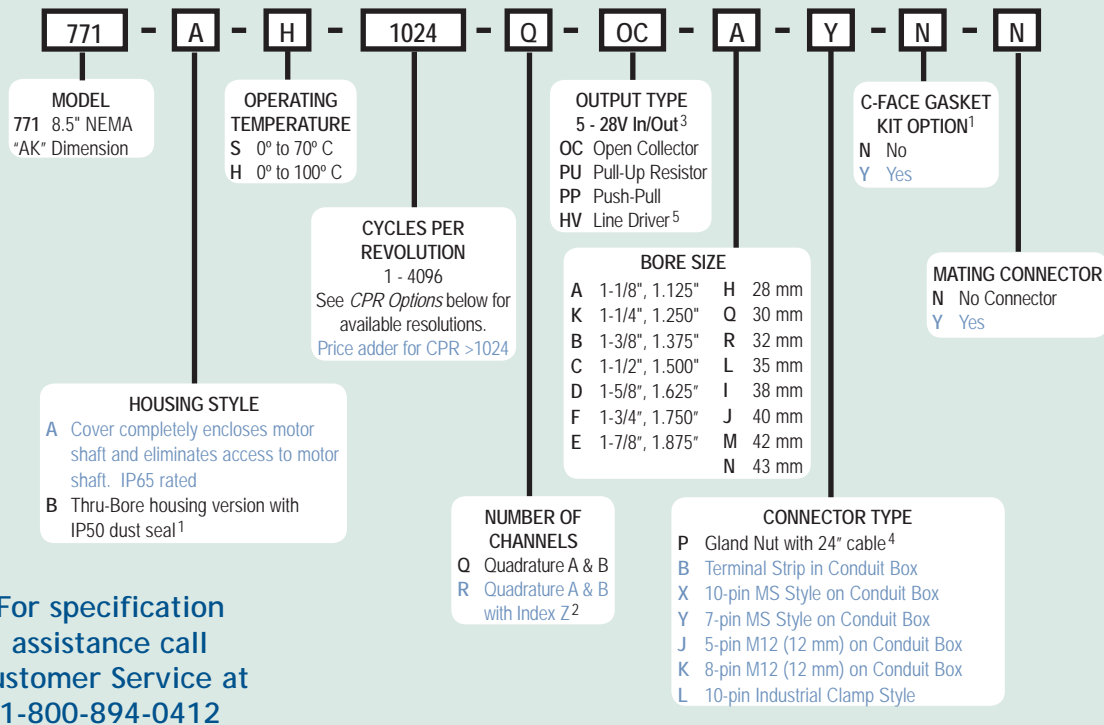 771 - A - H - 1024 - Q - OC - A - Y - N - N
MODEL
771 8.5" NEMA
"AK" Dimension
OPERATING
TEMPERATURE
S 0º to 70º C
H 0º to 100º C
OUTPUT TYPE
5 - 28V In/Out3
OC Open Collector
PU Pull-Up Resistor
PP Push-Pull
HV Line Driver5
C-FACE GASKET
KIT OPTION1
N No
Y Yes
CYCLES PER
REVOLUTION
1 - 4096
See CPR Options below for
available resolutions.
Price adder for CPR >1024
BORE SIZE
A 1-1/8", 1.125" H 28 mm
K 1-1/4", 1.250" Q 30 mm
B 1-3/8", 1.375" R 32 mm
C 1-1/2", 1.500" L 35 mm
D 1-5/8", 1.625" I 38 mm
F 1-3/4", 1.750" J 40 mm
E 1-7/8", 1.875" M 42 mm
N 43 mm
MATING CONNECTOR
N No Connector
Y Yes
HOUSING STYLE
A Cover completely encloses motor
shaft and eliminates access to motor
shaft. IP65 rated
B Thru-Bore housing version with
IP50 dust seal1
NUMBER OF
CHANNELS
Q Quadrature A & B
R Quadrature A & B
with Index Z2
CONNECTOR TYPE
P Gland Nut with 24" cable4
B Terminal Strip in Conduit Box
X 10-pin MS Style on Conduit Box
Y 7-pin MS Style on Conduit Box
J 5-pin M12 (12 mm) on Conduit Box
K 8-pin M12 (12 mm) on Conduit Box
L 10-pin Industrial Clamp Style
For specification
assistance call
ustomer Service at
1-800-894-0412